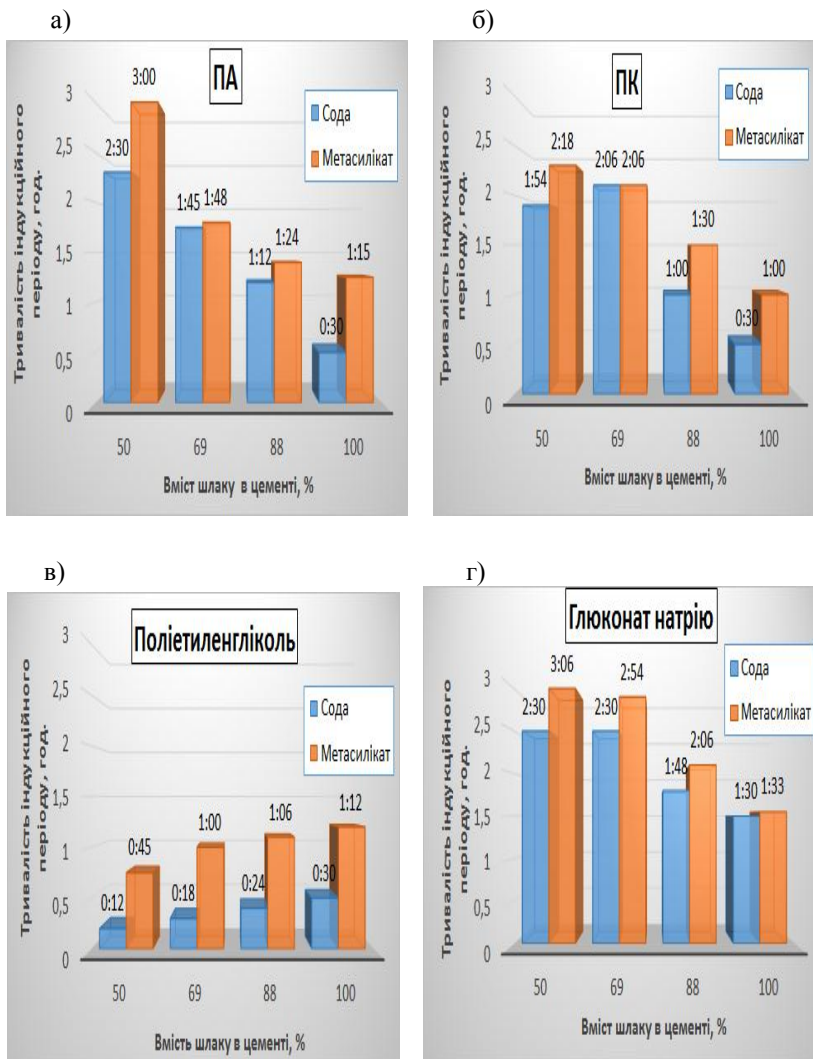 а)
ПА
Сода
Метасилікат
Тривалість індукційного
періоду, год.
3
2,5
2
1,5
1
0,5
0
2:30
3:00
1:45
1:48
1:12
1:24
0:30
1:15
50
69
88
100
Вміст шлаку в цементі, %
б)
ПК
Сода
Метасилікат
Тривалість індукційного
періоду, год.
3
2,5
2
1,5
1
0,5
0
1:54
2:18
2:06
2:06
1:00
1:30
0:30
1:00
50
69
88
100
Вміст шлаку в цементі, %
в)
Поліетиленгліколь
Сода
Метасилікат
Тривалість індукційного
періоду, год.
3
2,5
2
1,5
1
0,5
0
0:12
0:45
0:18
1:00
0:24
1:06
0:30
1:12
50
69
88
100
Вмість шлаку в цементі, %
г)
Глюконат натрію
Сода
Метасилікат
Тривалість індукційного
періоду, год.
3
2,5
2
1,5
1
0,5
0
2:30
3:06
2:30
2:54
1:48
2:06
1:30
1:33
50
69
88
100
Вміст шлаку в цементі, %